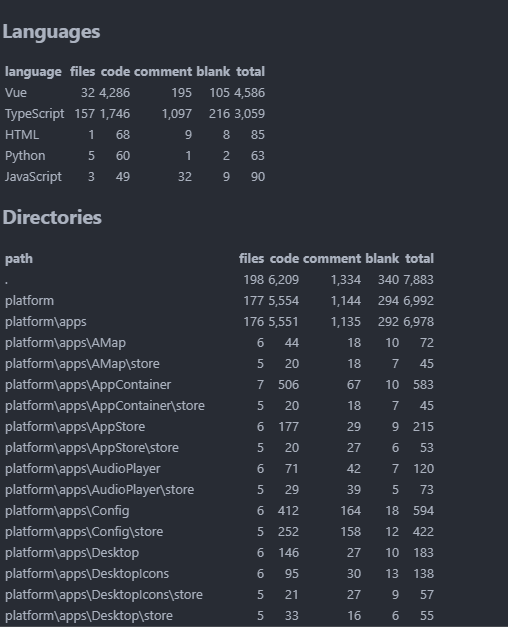 Languages
language files code comment blank total
Vue 32 4,286 195 105 4,586
TypeScript 157 1,746 1,097 216 3,059
HTML 1 68 9 8 85
Python 5 60 1 2 63
JavaScript 3 49 32 9 90
Directories
path files code comment blank total
. 198 6,209 1,334 340 7,883
platform 177 5,554 1,144 294 6,992
platform\apps 176 5,551 1,135 292 6,978
platform\apps\AMap 6 44 18 10 72
platform\apps\AMap\store 5 20 18 7 45
platform\apps\AppContainer 7 506 67 10 583
platform\apps\AppContainer\store 5 20 18 7 45
platform\apps\AppStore 6 177 29 9 215
platform\apps\AppStore\store 5 20 27 6 53
platform\apps\AudioPlayer 6 71 42 7 120
platform\apps\AudioPlayer\store 5 29 39 5 73
platform\apps\Config 6 412 164 18 594
platform\apps\Config\store 5 252 158 12 422
platform\apps\Desktop 6 146 27 10 183
platform\apps\DesktopIcons 6 95 30 13 138
platform\apps\DesktopIcons\store 5 21 27 9 57
platform\apps\Desktop\store 5 33 16 6 55